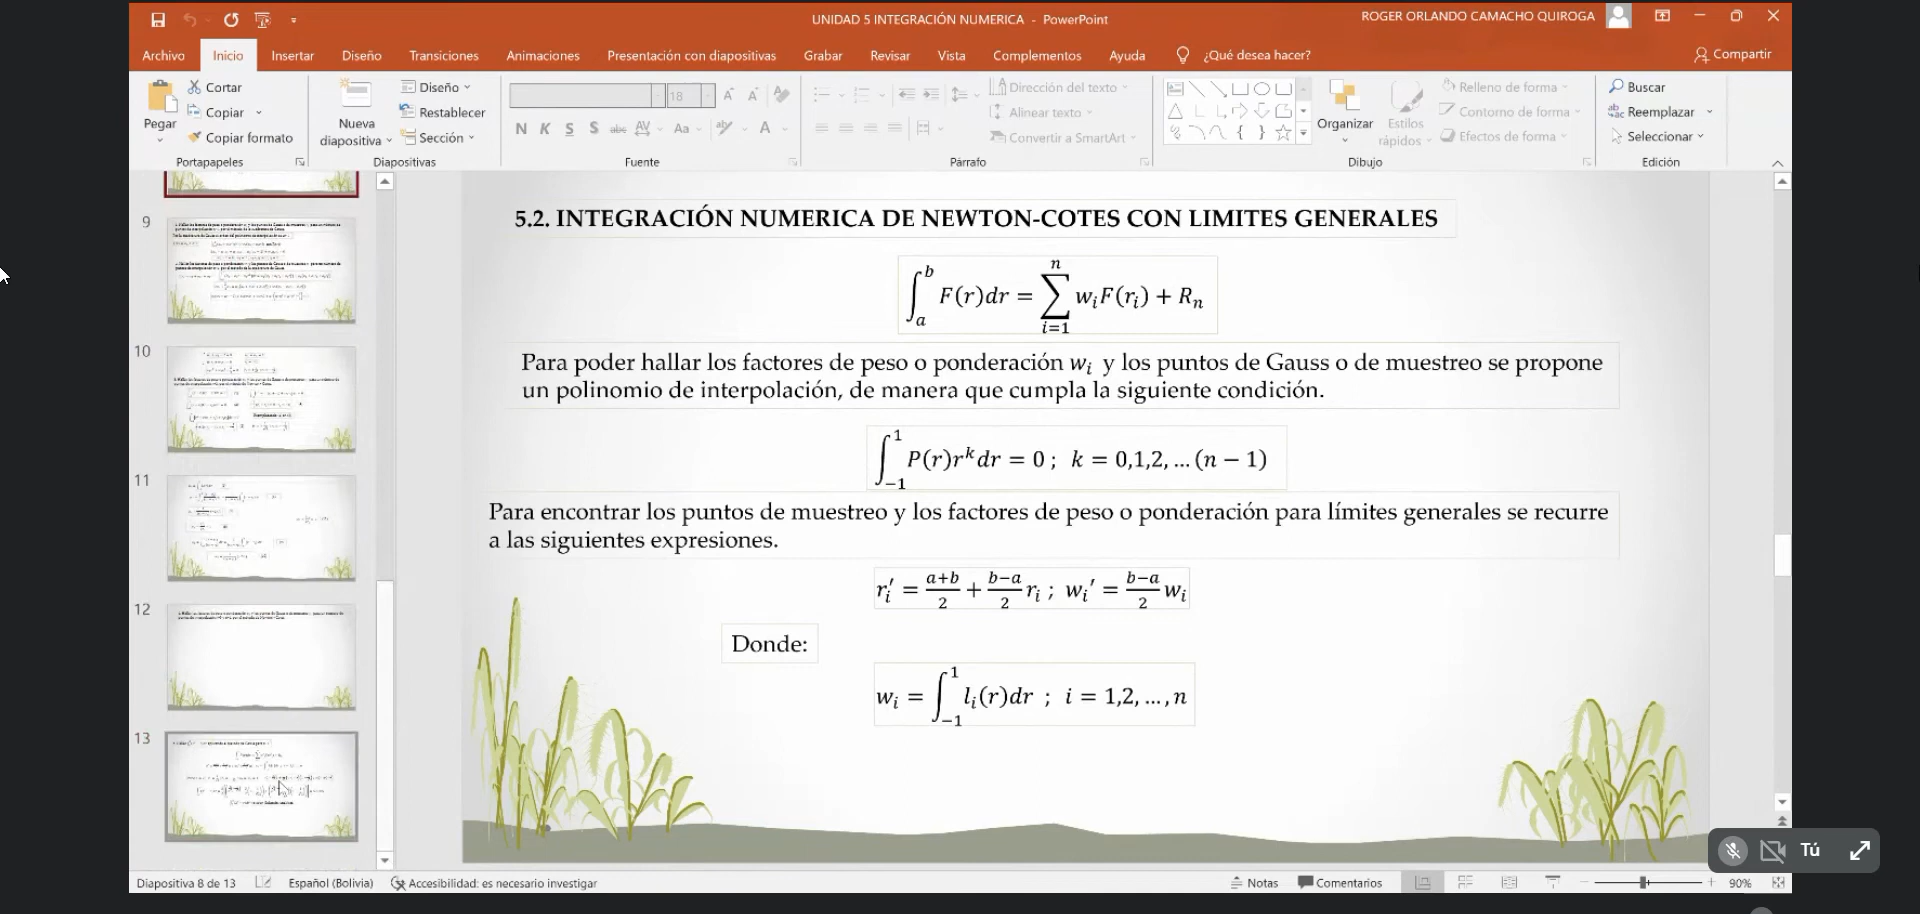 UNIDAD 5 INTEGRACIÓN NUMERICA - PowerPoint
ROGER ORLANDO CAMACHO QUIROGA
Archivo Inicio Insertar Diseño Transiciones Animaciones Presentación con diapositivas Grabar Revisar Vista Complementos Ayuda ¿Qué desea hacer? Compartir
Pegar
Cortar
Copiar
Copiar formato
Portapapeles
Nueva diapositiva
Diseño
Restablecer
Sección
Diapositivas
18
N K S S abc AV Aa A
Fuente
Dirección del texto
Alinear texto
Convertir a SmartArt
Párrafo
Organizar
Estilos rápidos
Relleno de forma
Contorno de forma
Efectos de forma
Dibujo
Buscar
Reemplazar
Seleccionar
Edición
9
10
11
12
13
5.2. INTEGRACIÓN NUMERICA DE NEWTON-COTES CON LIMITES GENERALES
∫_a^b F(r)dr = ∑_{i=1}^n w_i F(r_i) + R_n
Para poder hallar los factores de peso o ponderación w_i y los puntos de Gauss o de muestreo se propone
un polinomio de interpolación, de manera que cumpla la siguiente condición.
∫_{-1}^1 P(r)r^k dr = 0 ; k = 0,1,2, … (n − 1)
Para encontrar los puntos de muestreo y los factores de peso o ponderación para límites generales se recurre
a las siguientes expresiones.
r_i′ = (a+b)/2 + (b−a)/2 r_i ; w_i′ = (b−a)/2 w_i
Donde:
w_i = ∫_{-1}^1 l_i(r)dr ; i = 1,2, … , n
Tú
Diapositiva 8 de 13 Español (Bolivia) Accesibilidad: es necesario investigar Notas Comentarios 90%